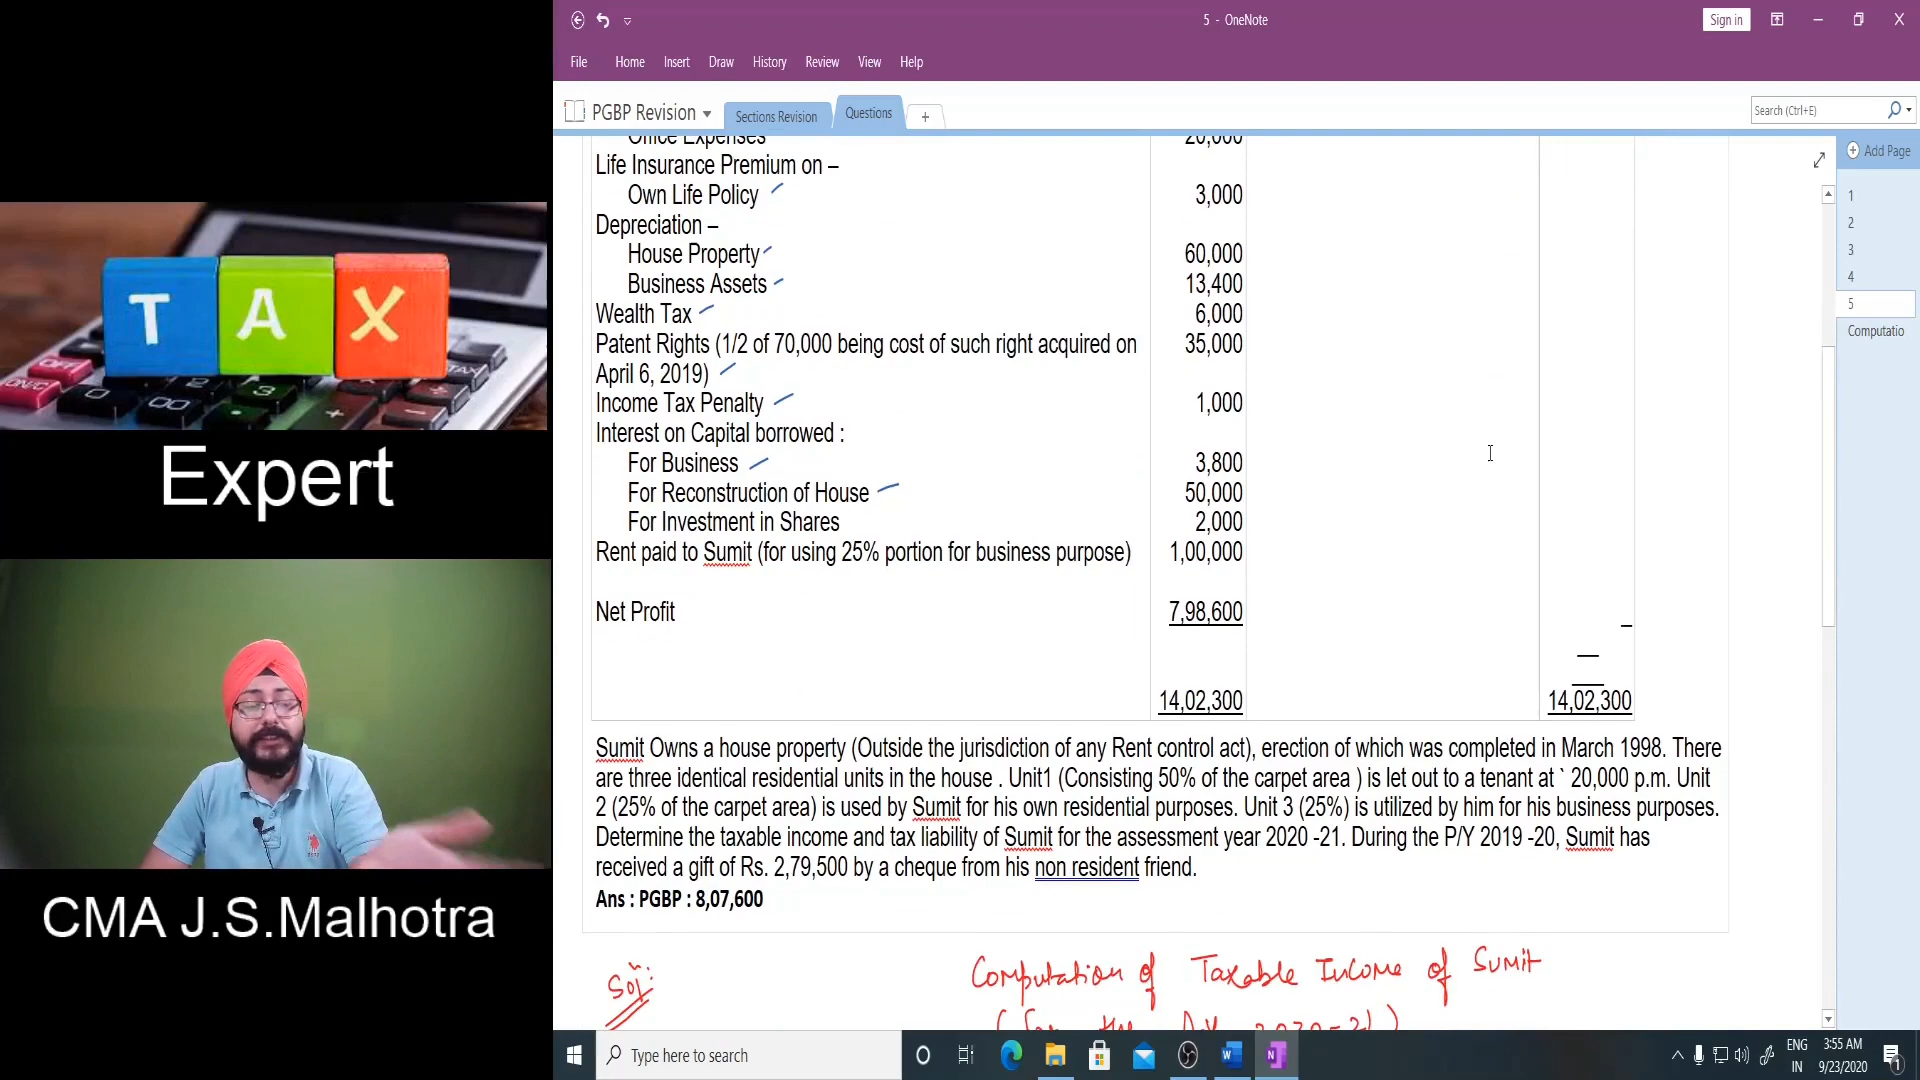 5 - OneNote
Sign in
File Home Insert Draw History Review View Help
PGBP Revision
Sections Revision
Questions
+
Search (Ctrl+E)
Add Page
1
2
3
4
5
Computatio
Office Expenses 20,000
Life Insurance Premium on –
Own Life Policy 3,000
Depreciation –
House Property 60,000
Business Assets 13,400
Wealth Tax 6,000
Patent Rights (1/2 of 70,000 being cost of such right acquired on 35,000
April 6, 2019)
Income Tax Penalty 1,000
Interest on Capital borrowed :
For Business 3,800
For Reconstruction of House 50,000
For Investment in Shares 2,000
Rent paid to Sumit (for using 25% portion for business purpose) 1,00,000
Net Profit 7,98,600
14,02,300 14,02,300
Sumit Owns a house property (Outside the jurisdiction of any Rent control act), erection of which was completed in March 1998. There
are three identical residential units in the house . Unit1 (Consisting 50% of the carpet area ) is let out to a tenant at ` 20,000 p.m. Unit
2 (25% of the carpet area) is used by Sumit for his own residential purposes. Unit 3 (25%) is utilized by him for his business purposes.
Determine the taxable income and tax liability of Sumit for the assessment year 2020 -21. During the P/Y 2019 -20, Sumit has
received a gift of Rs. 2,79,500 by a cheque from his non resident friend.
Ans : PGBP : 8,07,600
Computation of Taxable Income of Sumit
TAX
Expert
CMA J.S.Malhotra
Type here to search
ENG
IN
3:55 AM
9/23/2020